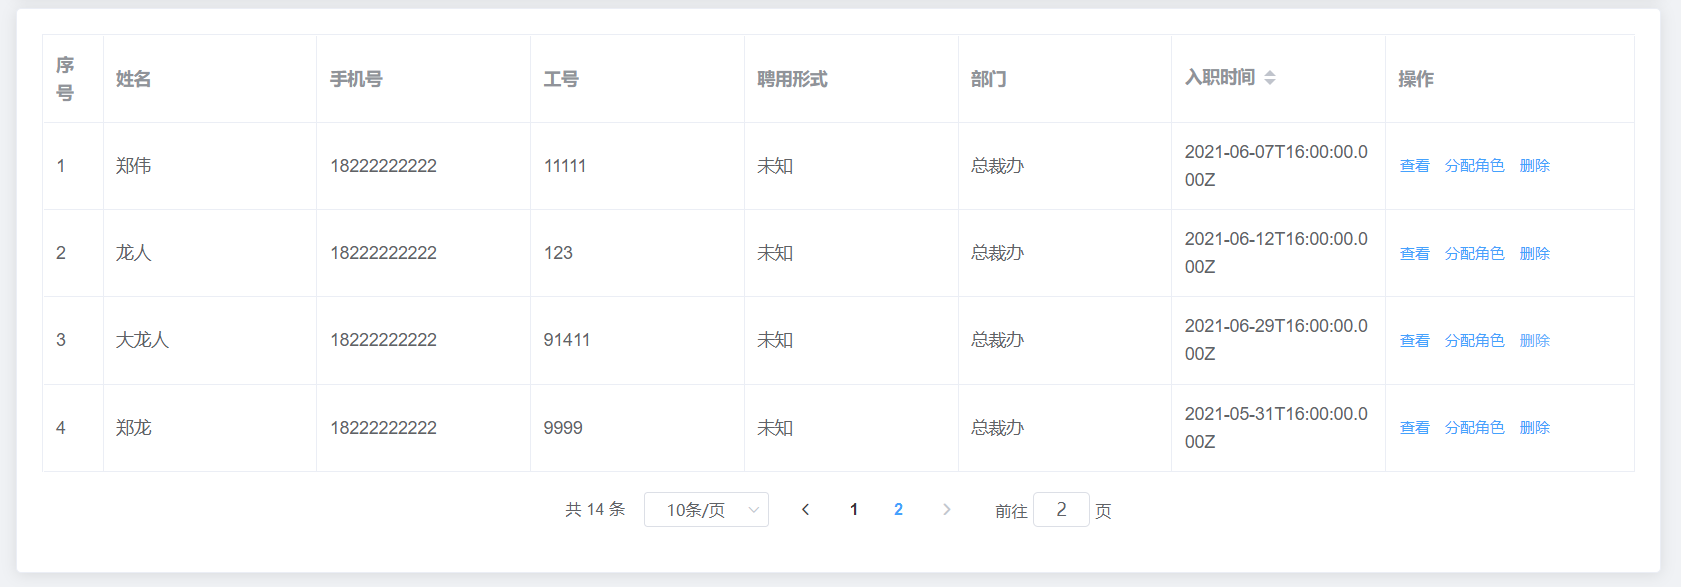 序号 姓名 手机号 工号 聘用形式 部门 入职时间 操作
1 郑伟 18222222222 11111 未知 总裁办 2021-06-07T16:00:00.000Z 查看 分配角色 删除
2 龙人 18222222222 123 未知 总裁办 2021-06-12T16:00:00.000Z 查看 分配角色 删除
3 大龙人 18222222222 91411 未知 总裁办 2021-06-29T16:00:00.000Z 查看 分配角色 删除
4 郑龙 18222222222 9999 未知 总裁办 2021-05-31T16:00:00.000Z 查看 分配角色 删除
共 14 条 10条/页 1 2 前往 2 页